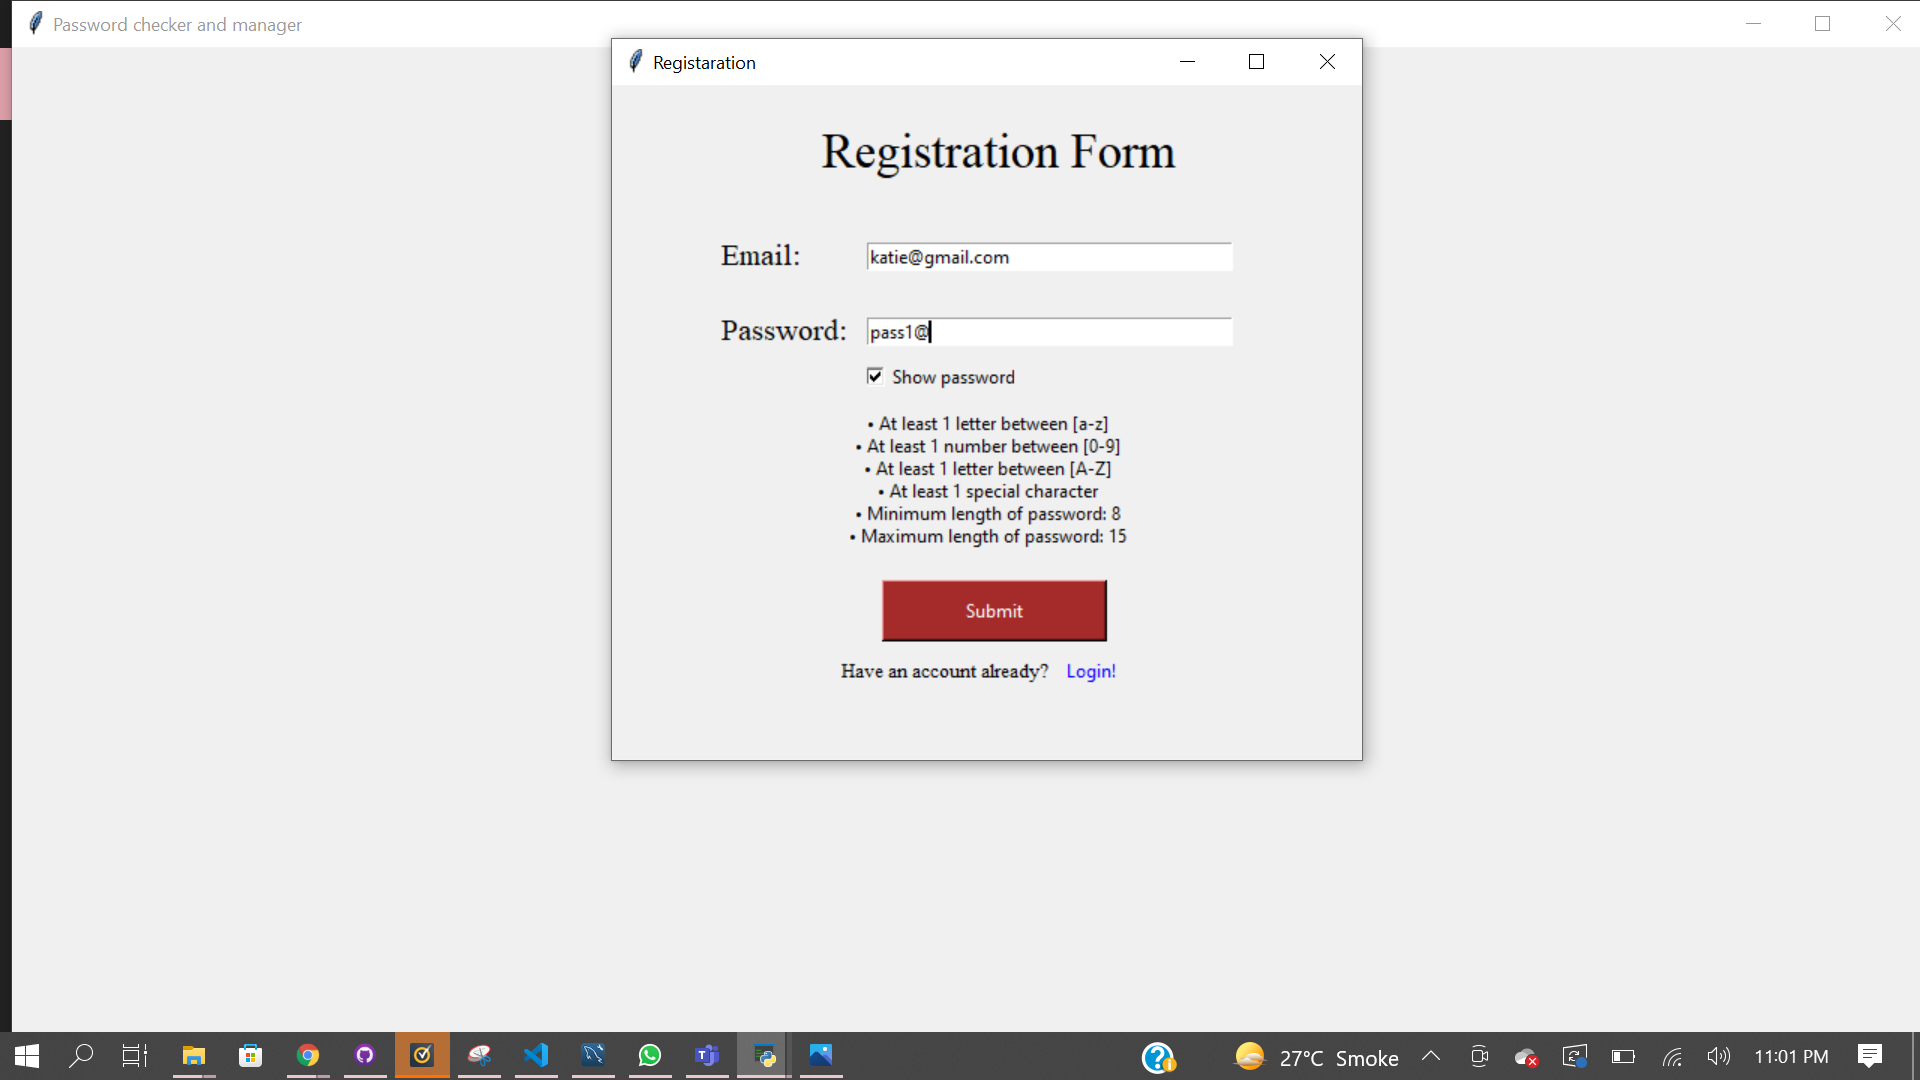 Password checker and manager
Registaration
Registration Form
Email: katie@gmail.com
Password: pass1@
Show password
• At least 1 letter between [a-z]
• At least 1 number between [0-9]
• At least 1 letter between [A-Z]
• At least 1 special character
• Minimum length of password: 8
• Maximum length of password: 15
Submit
Have an account already? Login!
27°C Smoke 11:01 PM